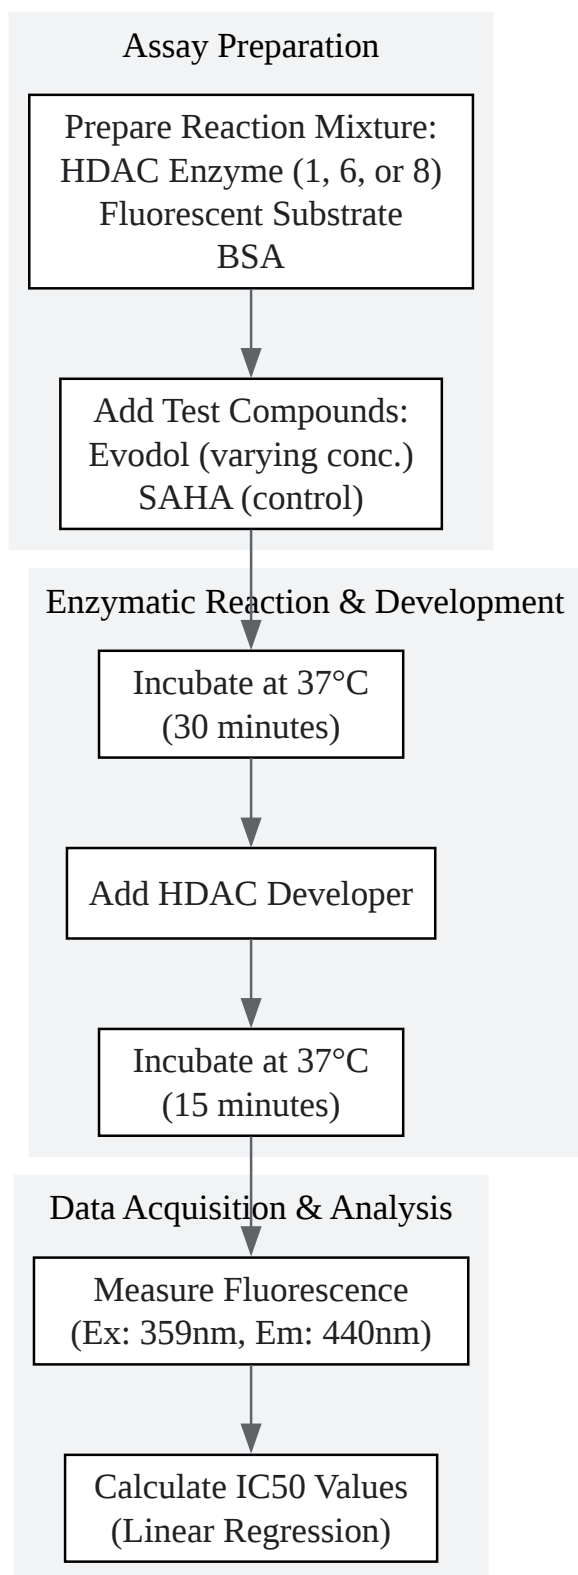 Assay Preparation
Prepare Reaction Mixture:
HDAC Enzyme (1, 6, or 8)
Fluorescent Substrate
BSA
Add Test Compounds:
Evodol (varying conc.)
SAHA (control)
Enzymatic Reaction & Development
Incubate at 37°C
(30 minutes)
Add HDAC Developer
Incubate at 37°C
(15 minutes)
Data Acquisition & Analysis
Measure Fluorescence
(Ex: 359nm, Em: 440nm)
Calculate IC50 Values
(Linear Regression)